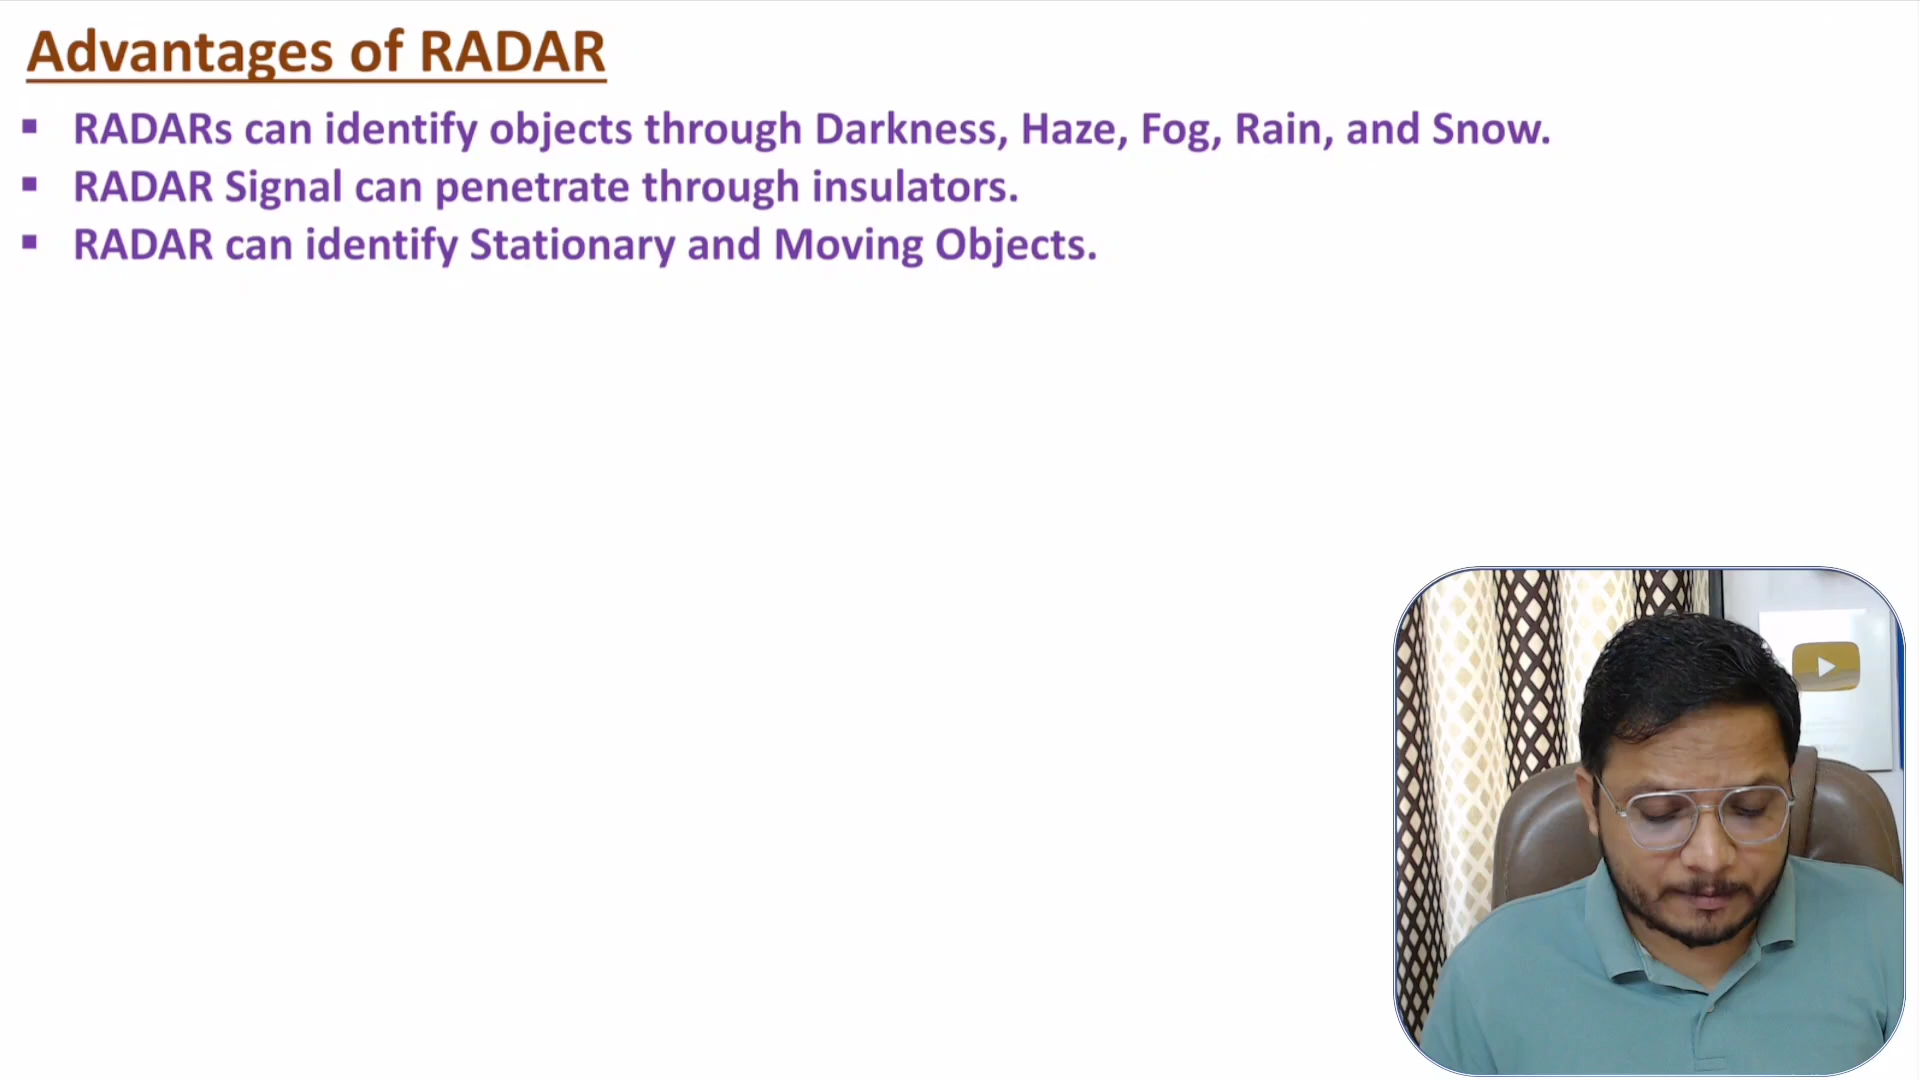 Advantages of RADAR
▪ RADARs can identify objects through Darkness, Haze, Fog, Rain, and Snow.
▪ RADAR Signal can penetrate through insulators.
▪ RADAR can identify Stationary and Moving Objects.